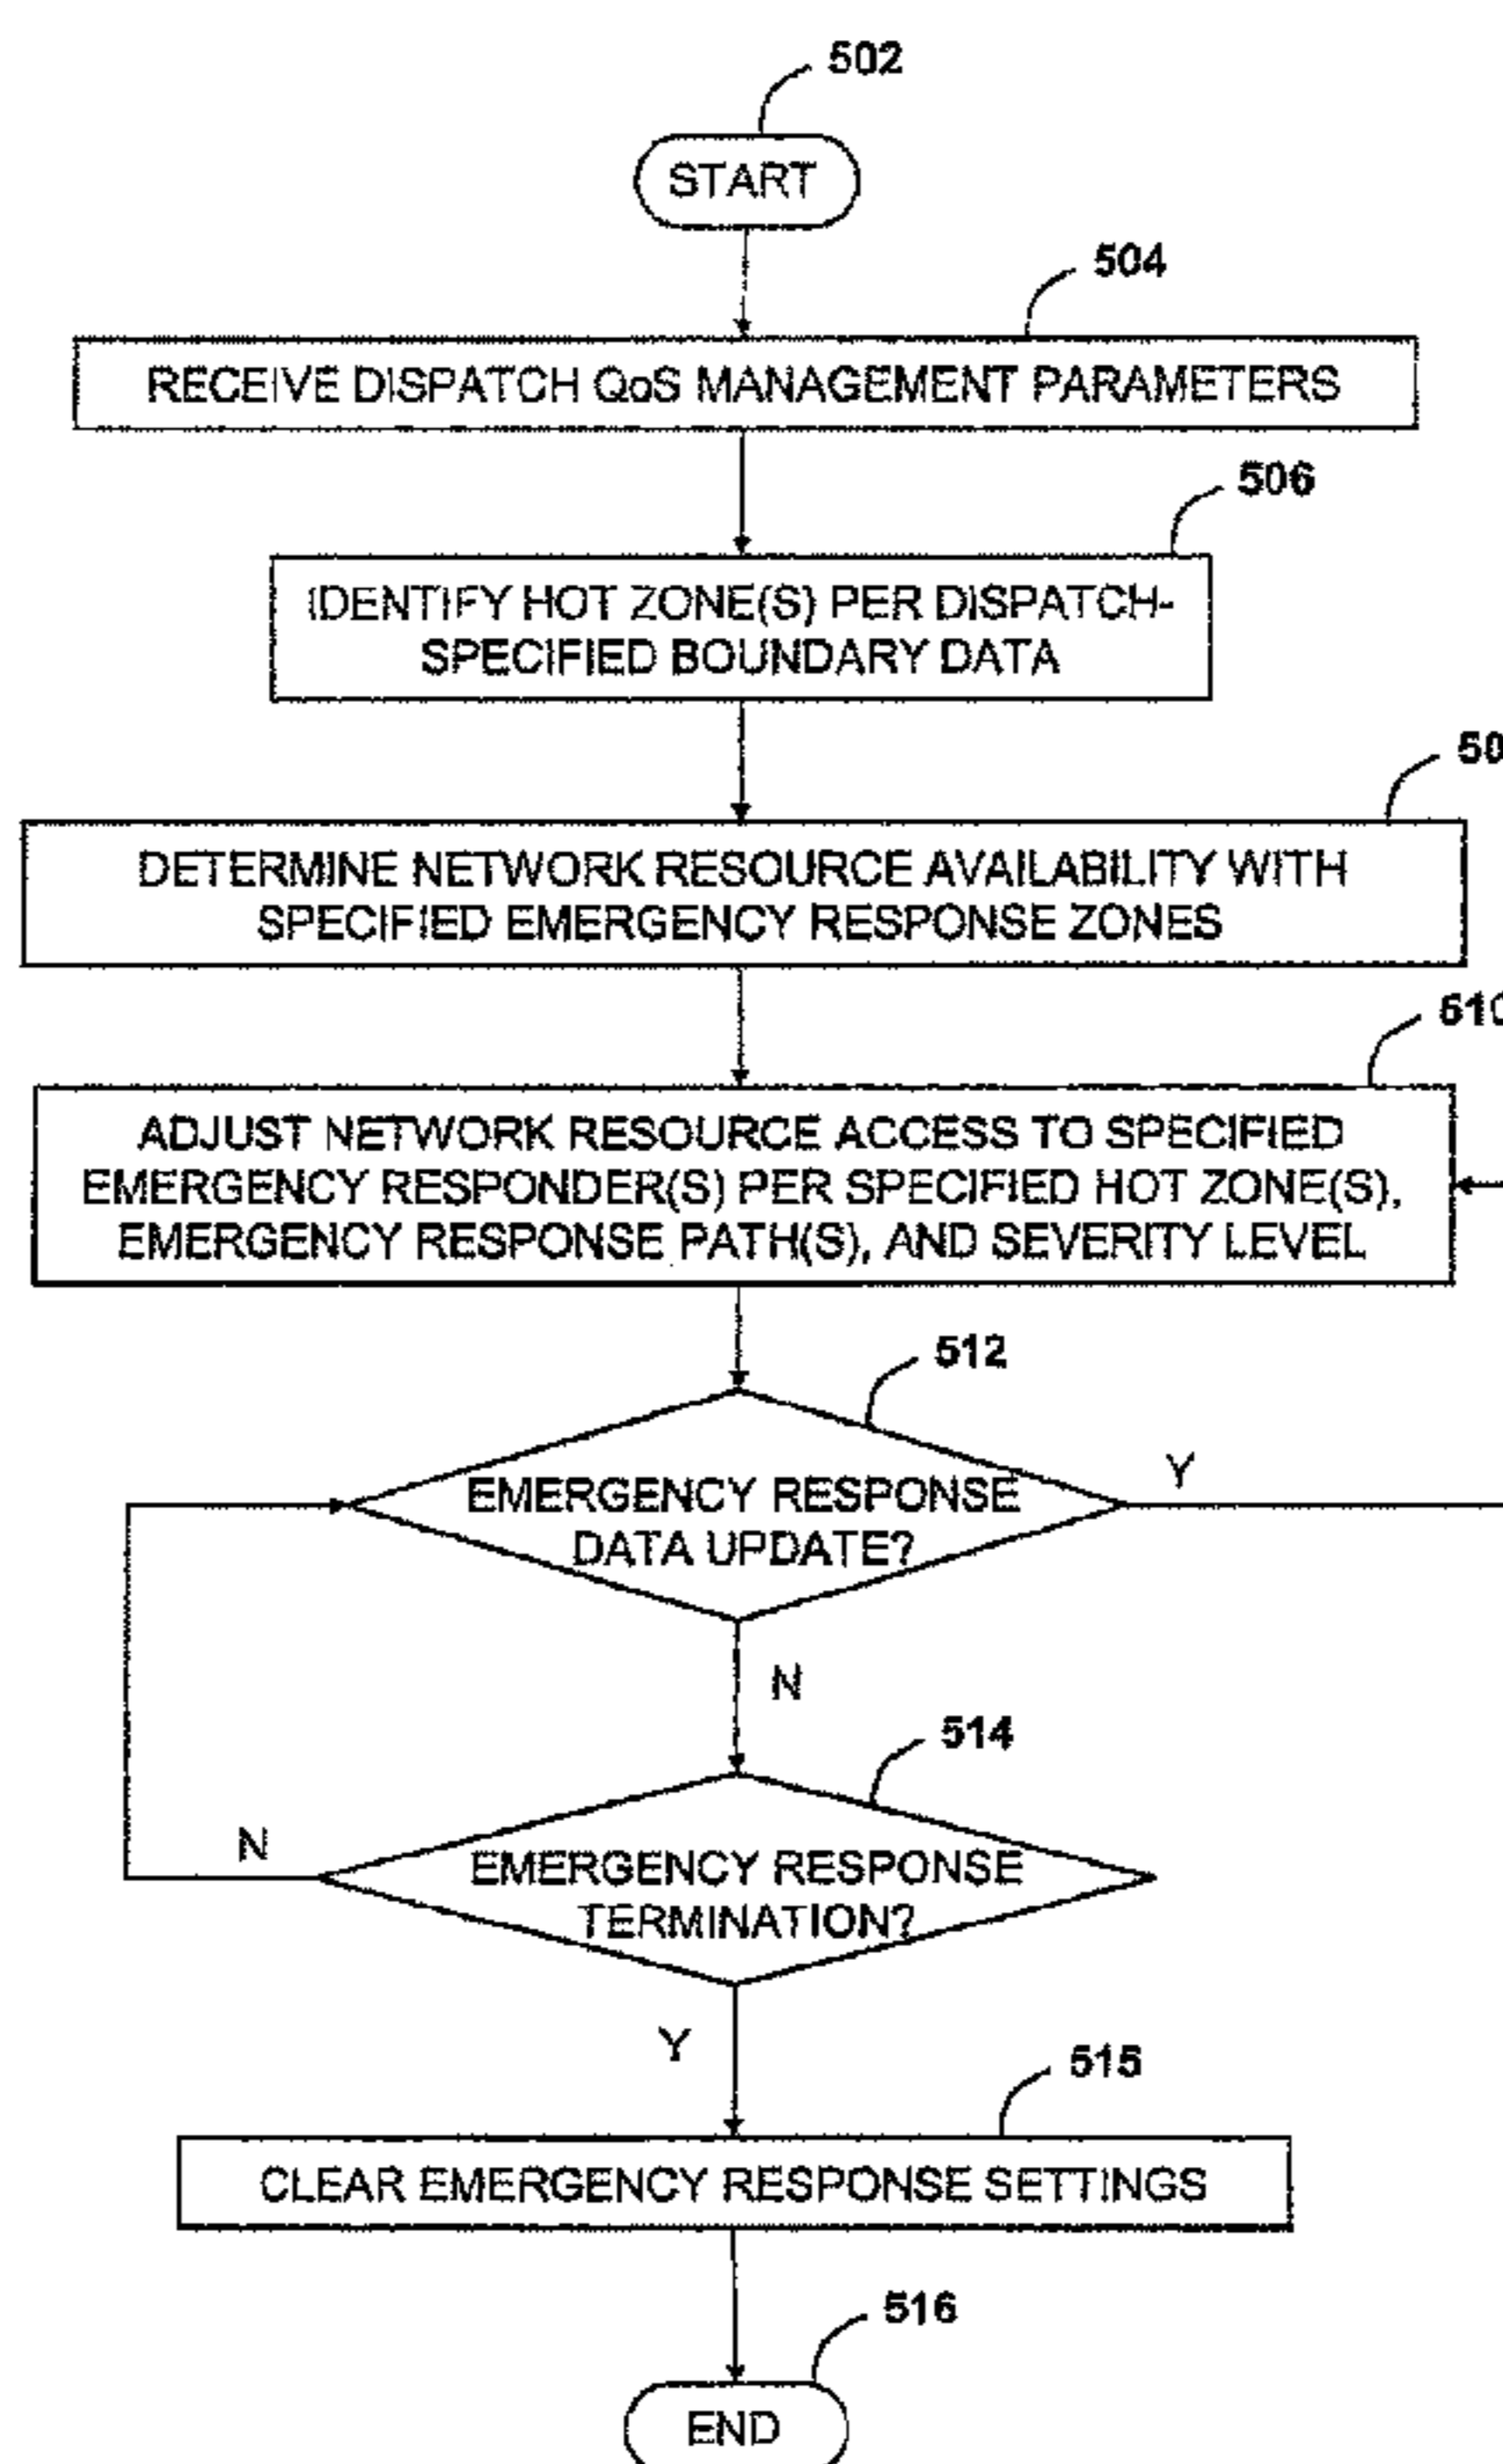 502
START
504
RECEIVE DISPATCH QoS MANAGEMENT PARAMETERS
506
IDENTIFY HOT ZONE(S) PER DISPATCH-
SPECIFIED BOUNDARY DATA
50
DETERMINE NETWORK RESOURCE AVAILABILITY WITH
SPECIFIED EMERGENCY RESPONSE ZONES
510
ADJUST NETWORK RESOURCE ACCESS TO SPECIFIED
EMERGENCY RESPONDER(S) PER SPECIFIED HOT ZONE(S),
EMERGENCY RESPONSE PATH(S), AND SEVERITY LEVEL
512
Y
EMERGENCY RESPONSE
DATA UPDATE?
N
514
N
EMERGENCY RESPONSE
TERMINATION?
Y
515
CLEAR EMERGENCY RESPONSE SETTINGS
516
END